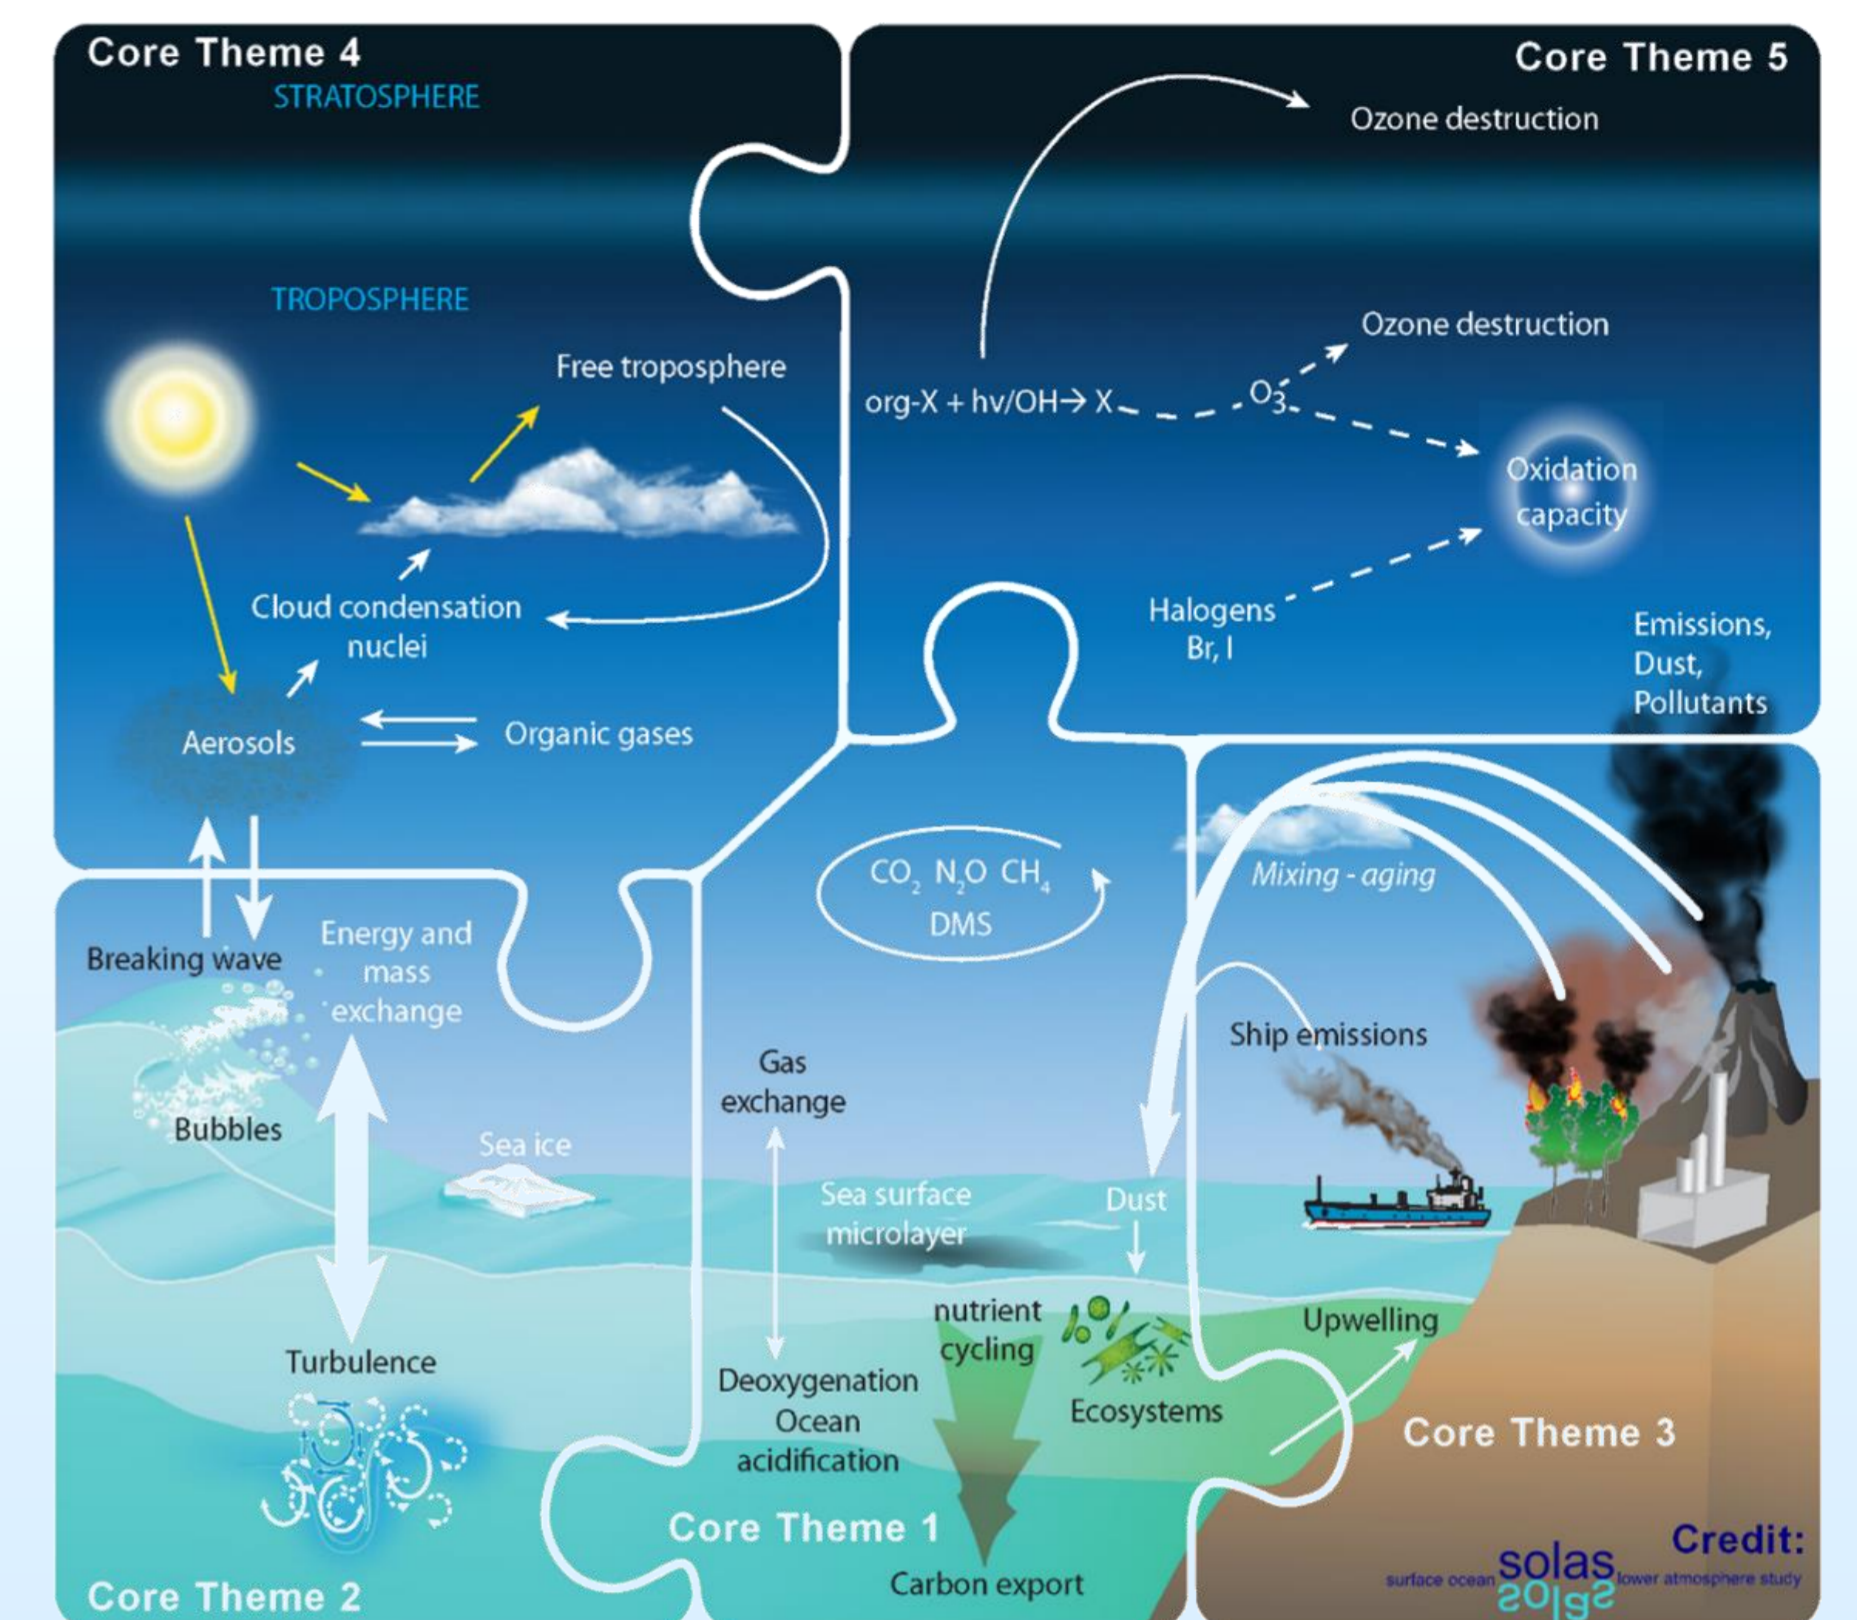 Core Theme 4
STRATOSPHERE
TROPOSPHERE
Free troposphere
Cloud condensation
nuclei
Aerosols
Organic gases
Core Theme 5
Ozone destruction
Ozone destruction
org-X + hv/OH→ X
O3
Oxidation
capacity
Halogens
Br, I
Emissions,
Dust,
Pollutants
Breaking wave
Energy and
mass
exchange
Bubbles
Sea ice
Turbulence
Core Theme 2
CO2 N2O CH4
DMS
Gas
exchange
Sea surface
microlayer
Dust
nutrient
cycling
Deoxygenation
Ocean
acidification
Ecosystems
Core Theme 1
Carbon export
Mixing - aging
Ship emissions
Upwelling
Core Theme 3
Credit:
surface ocean solas lower atmosphere study
solas